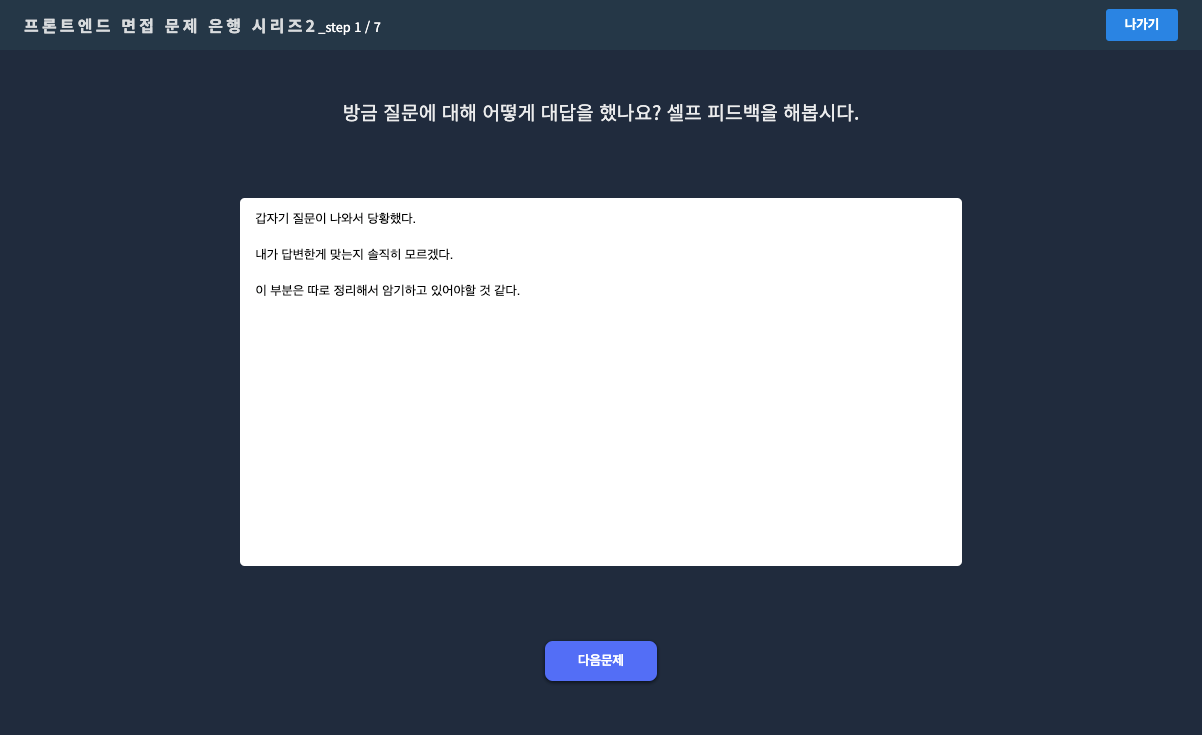 프론트엔드 면접 문제 은행 시리즈2_step 1 / 7
나가기
방금 질문에 대해 어떻게 대답을 했나요? 셀프 피드백을 해봅시다.
갑자기 질문이 나와서 당황했다.
내가 답변한게 맞는지 솔직히 모르겠다.
이 부분은 따로 정리해서 암기하고 있어야할 것 같다.
다음문제